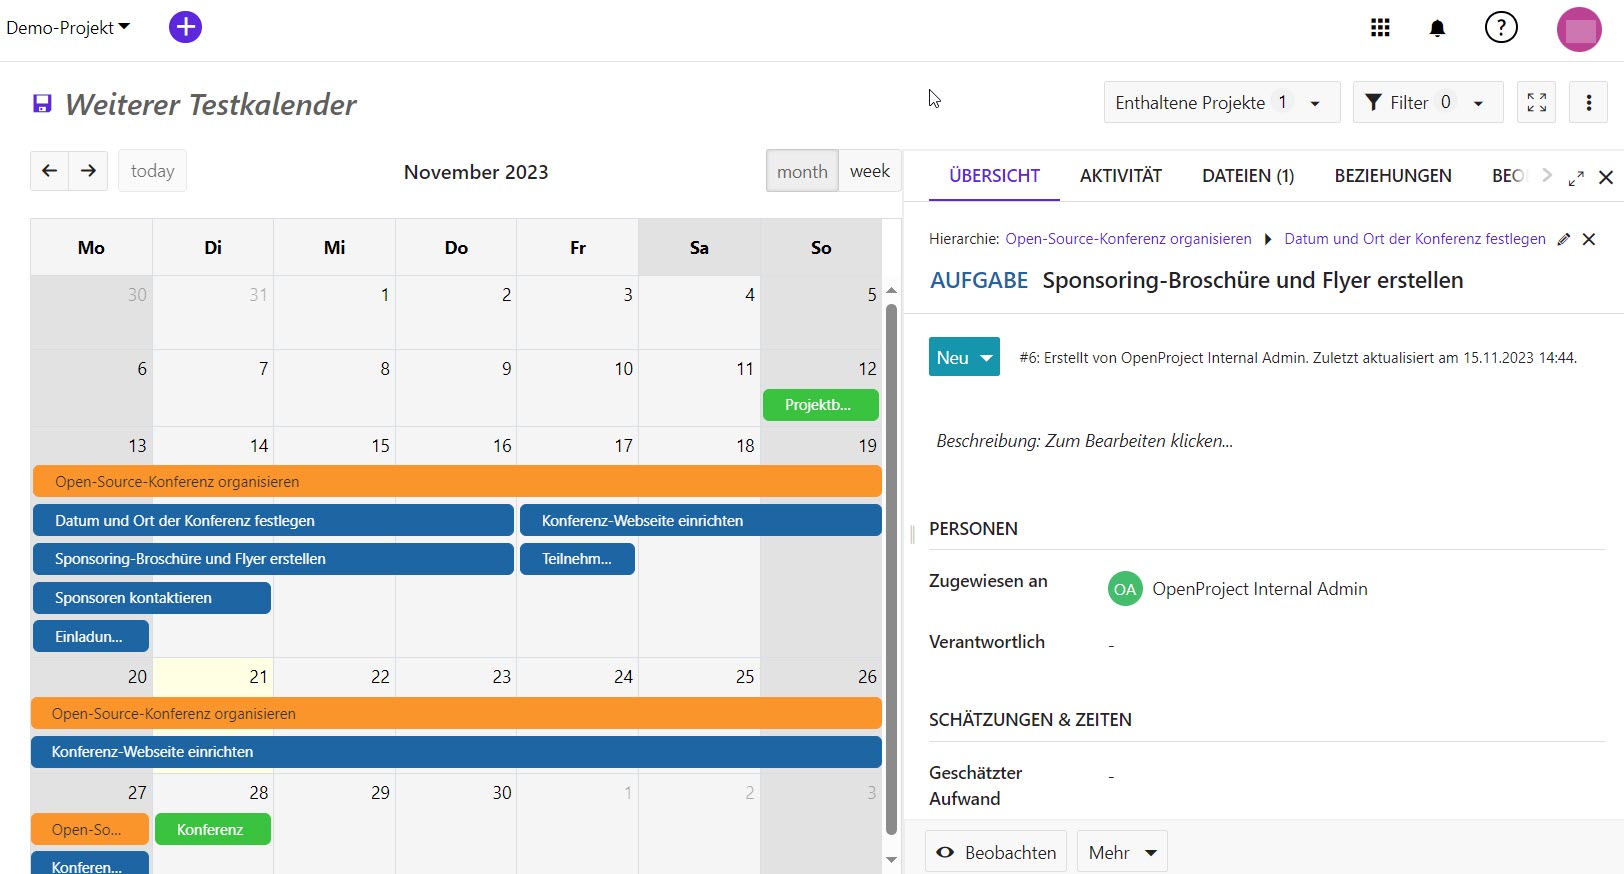 Demo-Projekt
Weiterer Testkalender
Enthaltene Projekte 1
Filter 0
today
November 2023
month week
Mo Di Mi Do Fr Sa So
30 31 1 2 3 4 5
6 7 8 9 10 11 12
Projektb...
13 14 15 16 17 18 19
Open-Source-Konferenz organisieren
Datum und Ort der Konferenz festlegen Konferenz-Webseite einrichten
Sponsoring-Broschüre und Flyer erstellen Teilnehm...
Sponsoren kontaktieren
Einladun...
20 21 22 23 24 25 26
Open-Source-Konferenz organisieren
Konferenz-Webseite einrichten
27 28 29 30 1 2 3
Open-So... Konferenz
Konferen...
ÜBERSICHT AKTIVITÄT DATEIEN (1) BEZIEHUNGEN BEO
Hierarchie: Open-Source-Konferenz organisieren Datum und Ort der Konferenz festlegen
AUFGABE Sponsoring-Broschüre und Flyer erstellen
Neu #6: Erstellt von OpenProject Internal Admin. Zuletzt aktualisiert am 15.11.2023 14:44.
Beschreibung: Zum Bearbeiten klicken...
PERSONEN
Zugewiesen an OA OpenProject Internal Admin
Verantwortlich -
SCHÄTZUNGEN & ZEITEN
Geschätzter -
Aufwand
Beobachten Mehr